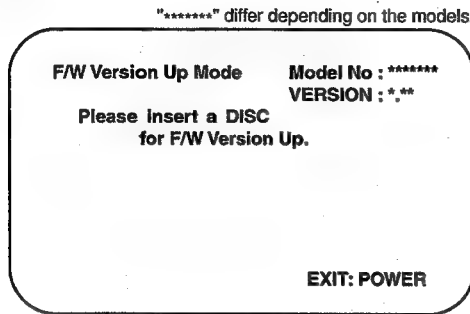 "*******" differ depending on the models
F/W Version Up Mode Model No : *******
VERSION : *.**
Please insert a DISC
for F/W Version Up.
EXIT: POWER